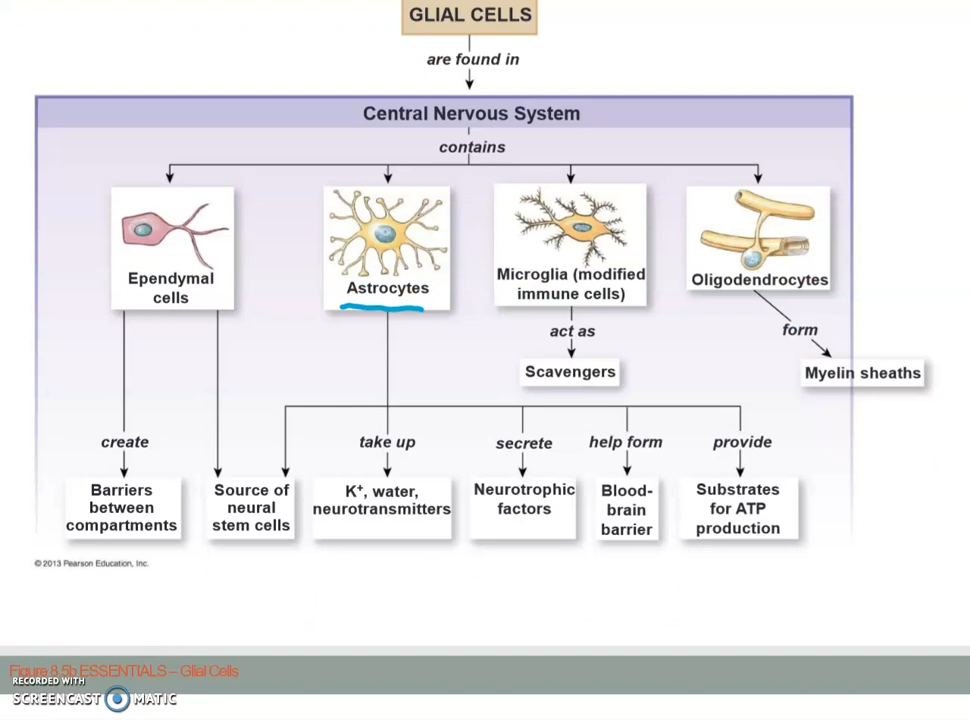 GLIAL CELLS
are found in
Central Nervous System
contains
Ependymal
cells
Astrocytes
Microglia (modified
immune cells)
Oligodendrocytes
act as
form
Scavengers
Myelin sheaths
create
take up
secrete
help form
provide
Barriers
between
compartments
Source of
neural
stem cells
K⁺, water,
neurotransmitters
Neurotrophic
factors
Blood-
brain
barrier
Substrates
for ATP
production
© 2013 Pearson Education, Inc.
Figure 8.5b ESSENTIALS – Glial Cells
RECORDED WITH
SCREENCAST MATIC